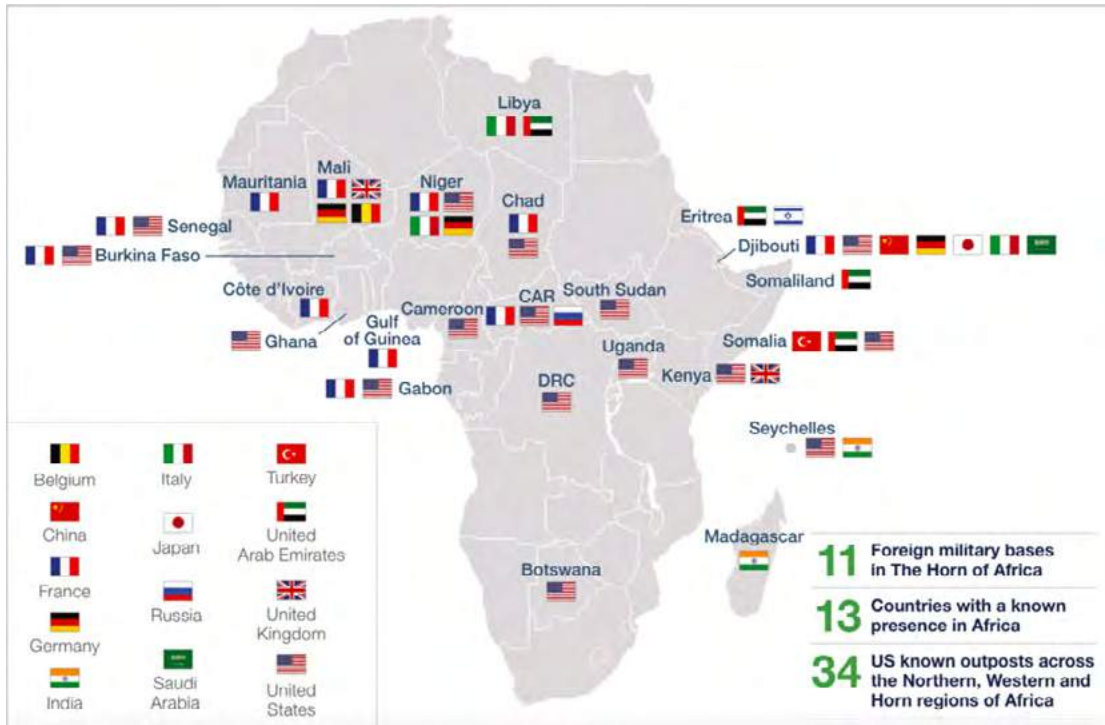 Libya
Mali
Mauritania
Niger
Chad
Senegal
Burkina Faso
Eritrea
Djibouti
Somaliland
Côte d'Ivoire
Ghana
Gulf
of Guinea
Cameroon
CAR
South Sudan
Somalia
Uganda
Kenya
Gabon
DRC
Seychelles
Madagascar
Botswana
Belgium
Italy
Turkey
China
Japan
United
Arab Emirates
France
Russia
United
Kingdom
Germany
Saudi
Arabia
United
States
India
11 Foreign military bases
in The Horn of Africa
13 Countries with a known
presence in Africa
34 US known outposts across
the Northern, Western and
Horn regions of Africa